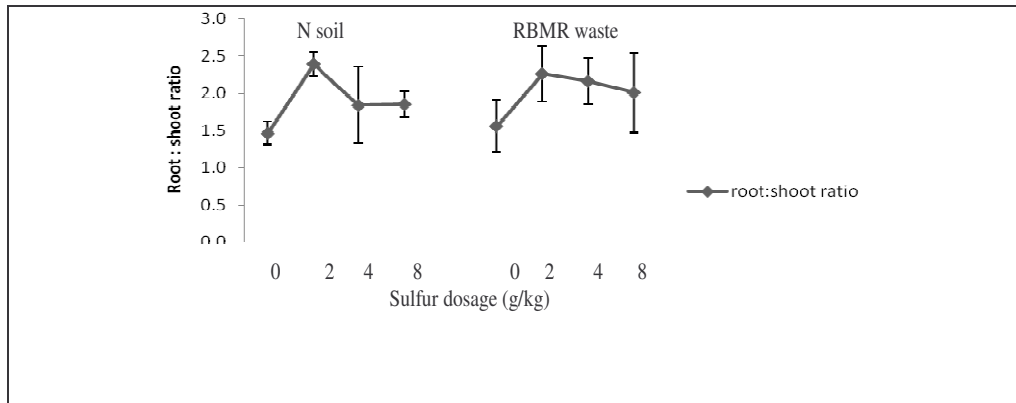 3.0
N soil
RBMR waste
2.5
2.0
1.5
1.0
0.5
0.0
Root : shoot ratio
root:shoot ratio
0 2 4 8 0 2 4 8
Sulfur dosage (g/kg)